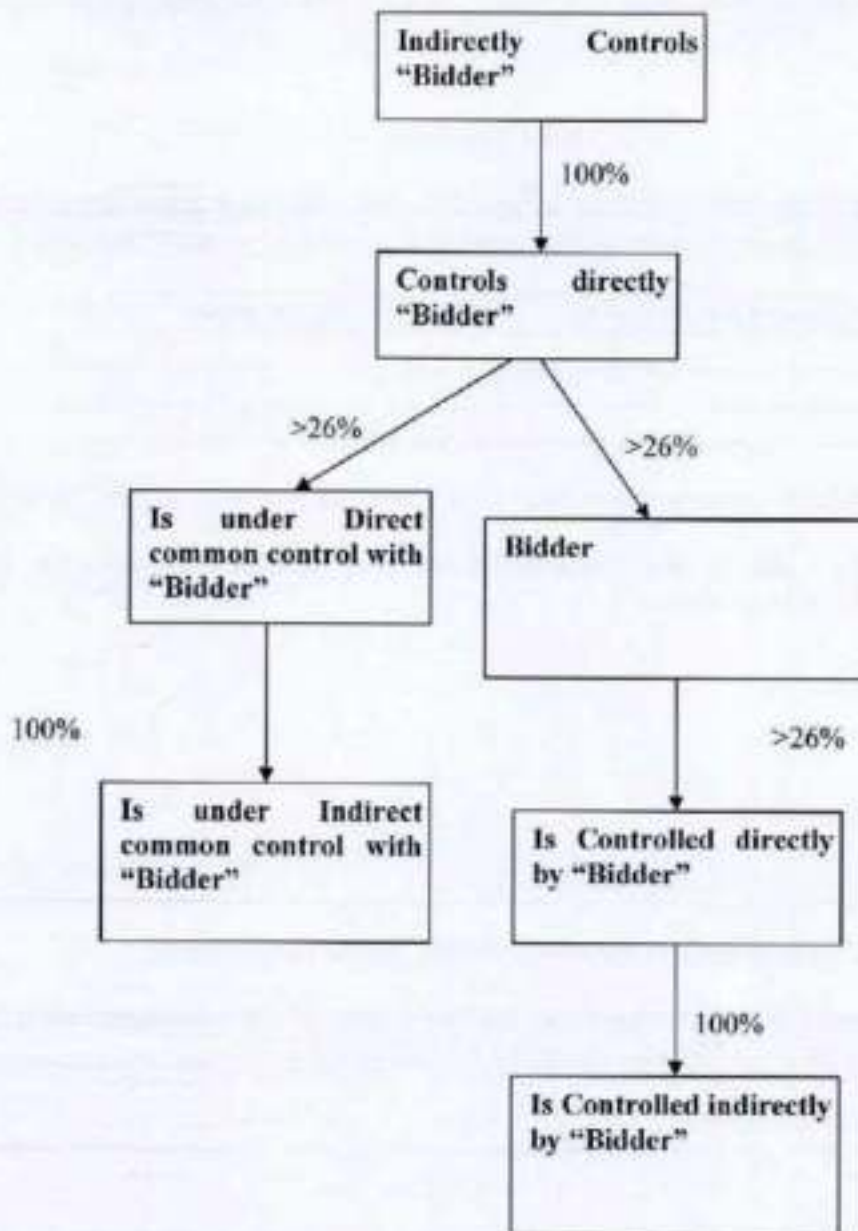 Indirectly Controls
“Bidder”
100%
Controls directly
“Bidder”
>26%
>26%
Is under Direct
common control with
“Bidder”
Bidder
100%
>26%
Is under Indirect
common control with
“Bidder”
Is Controlled directly
by “Bidder”
100%
Is Controlled indirectly
by “Bidder”